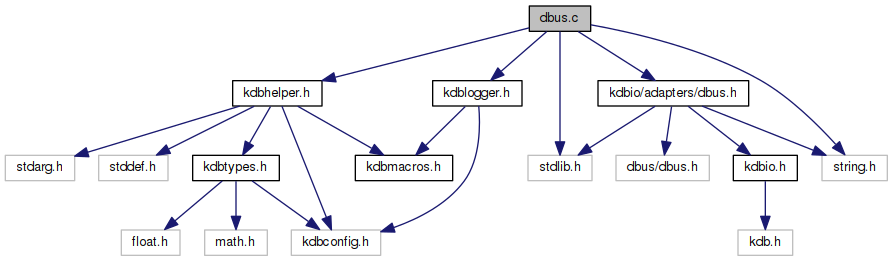 dbus.c
kdbhelper.h
kdblogger.h
kdbio/adapters/dbus.h
stdarg.h
stddef.h
kdbtypes.h
kdbmacros.h
stdlib.h
dbus/dbus.h
kdbio.h
string.h
float.h
math.h
kdbconfig.h
kdb.h